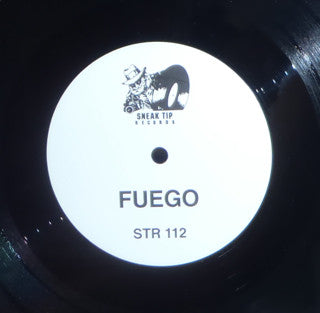 SNEAK TIP
RECORDS
FUEGO
STR 112